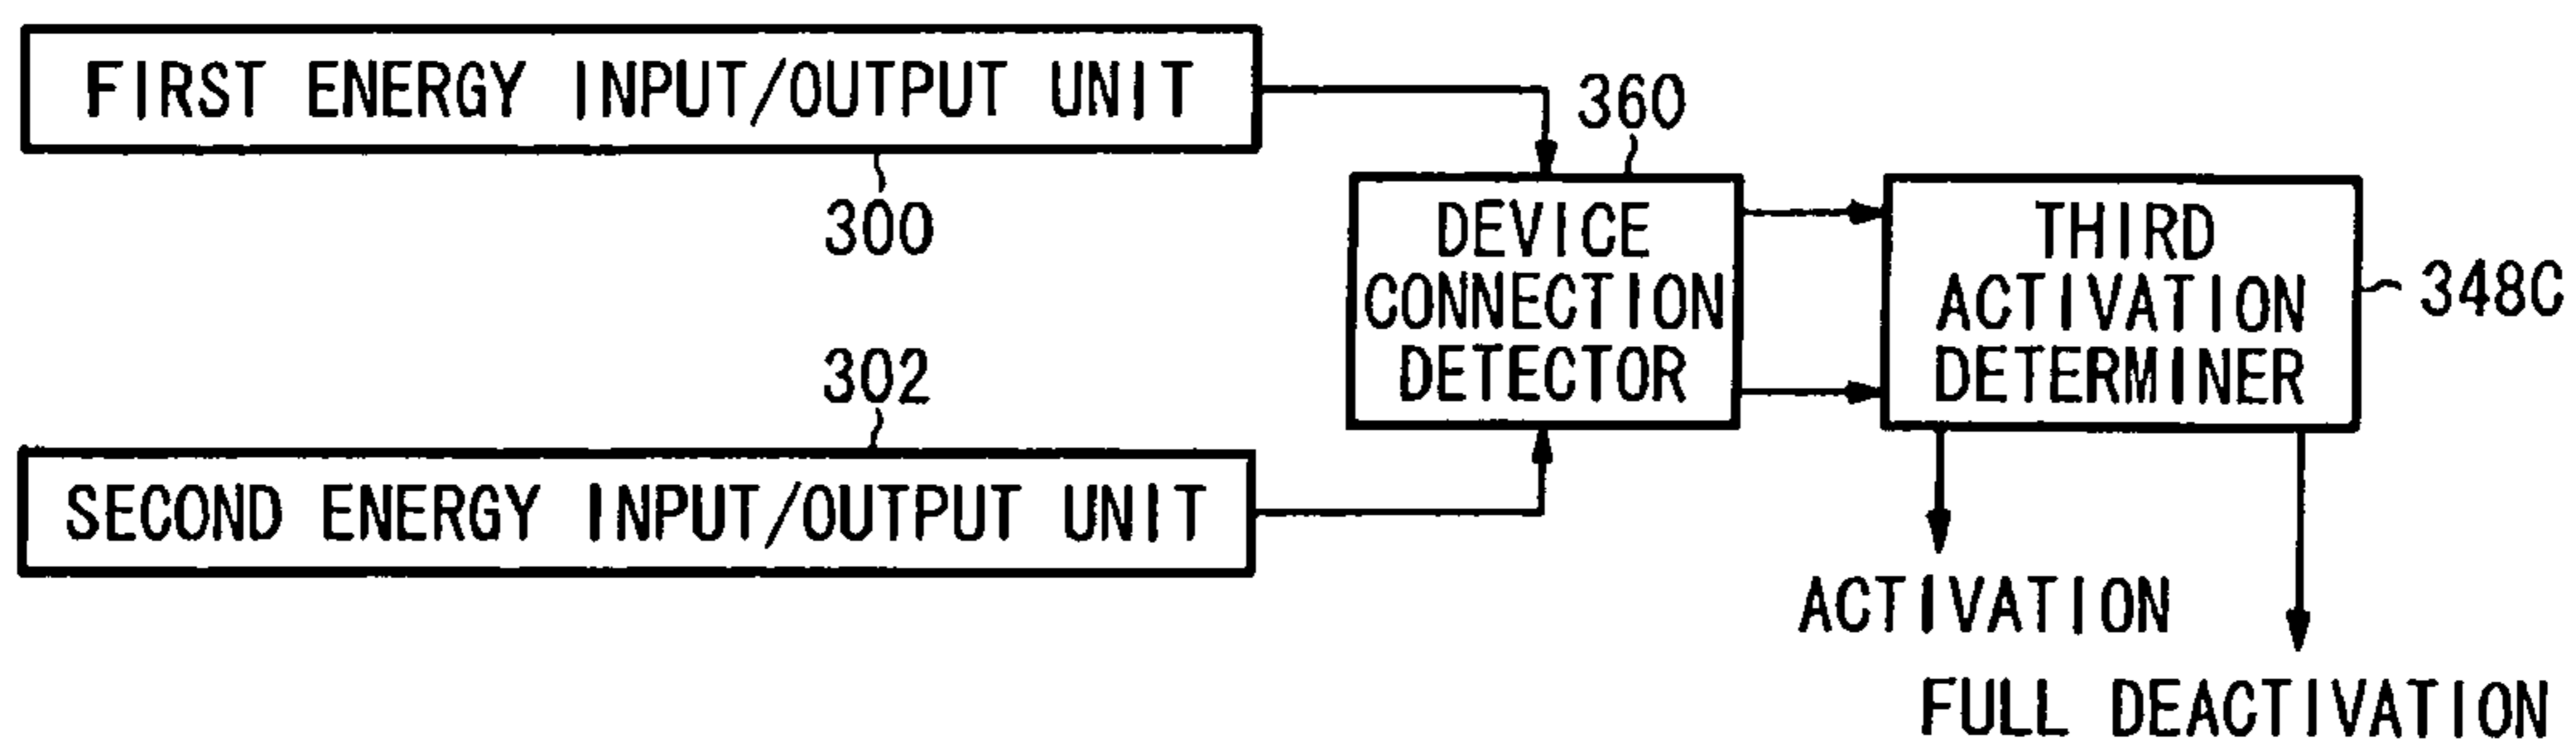 FIRST ENERGY INPUT/OUTPUT UNIT
300
360
DEVICE
CONNECTION
DETECTOR
THIRD
ACTIVATION
DETERMINER
348C
302
SECOND ENERGY INPUT/OUTPUT UNIT
ACTIVATION
FULL DEACTIVATION